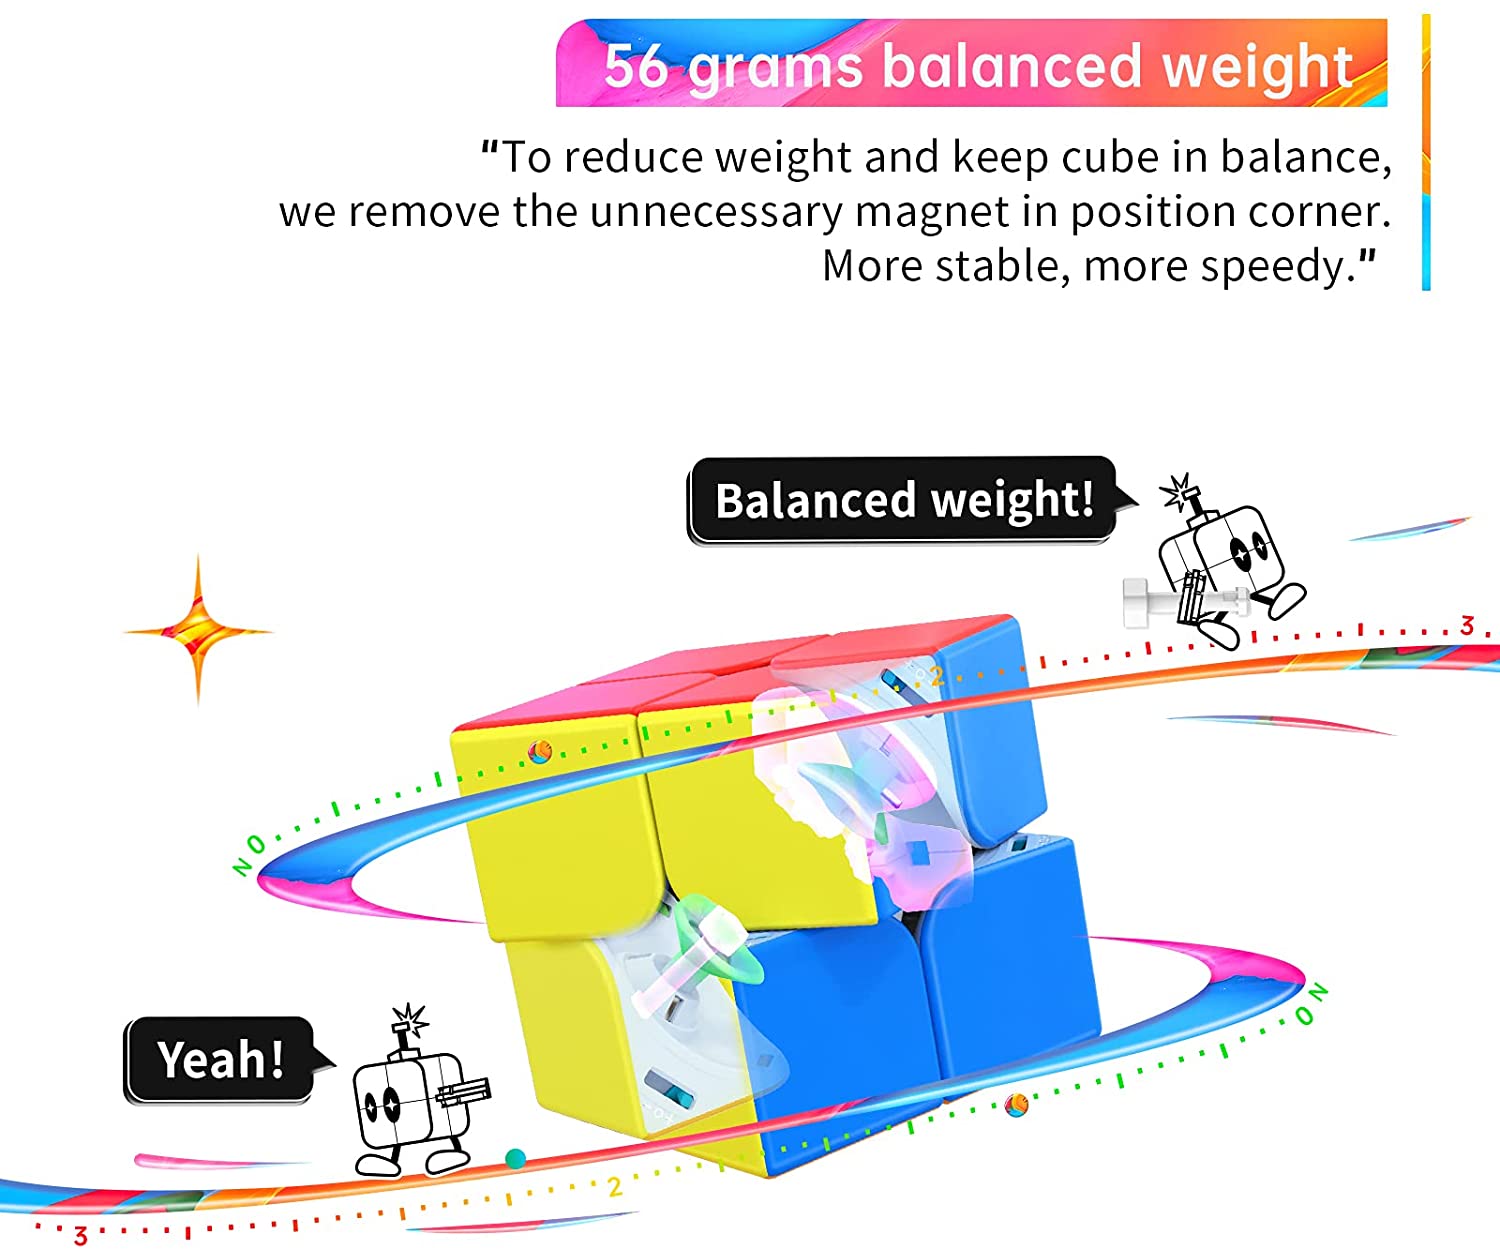 56 grams balanced weight
"To reduce weight and keep cube in balance,
we remove the unnecessary magnet in position corner.
More stable, more speedy."
Balanced weight!
3
2
NO
NO
Yeah!
2
3